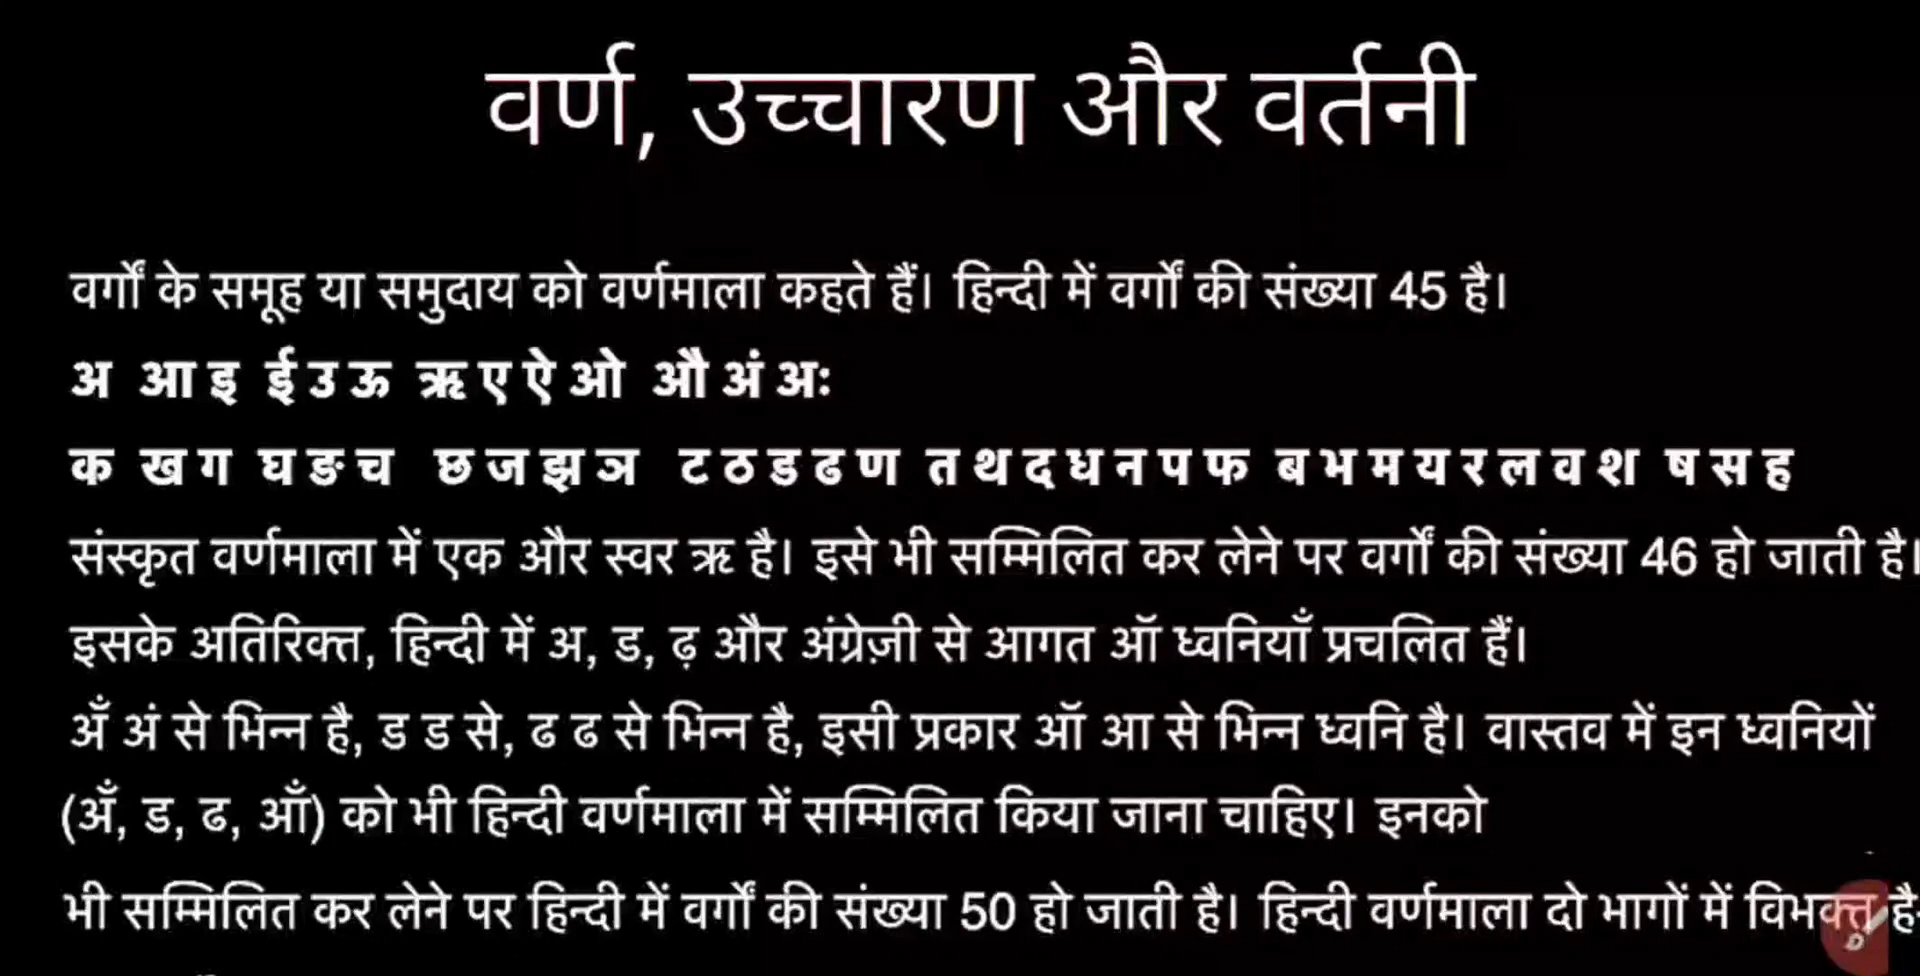 वर्ण, उच्चारण और वर्तनी
वर्गों के समूह या समुदाय को वर्णमाला कहते हैं। हिन्दी में वर्गों की संख्या 45 है।
अ आ इ ई उ ऊ ऋ ए ऐ ओ औ अं अः
क ख ग घ ङ च छ ज झ ञ ट ठ ड ढ ण त थ द ध न प फ ब भ म य र ल व श ष स ह
संस्कृत वर्णमाला में एक और स्वर ऋ है। इसे भी सम्मिलित कर लेने पर वर्गों की संख्या 46 हो जाती है।
इसके अतिरिक्त, हिन्दी में अ, ड, ढ़ और अंग्रेज़ी से आगत ऑ ध्वनियाँ प्रचलित हैं।
अँ अं से भिन्न है, ड ड से, ढ ढ से भिन्न है, इसी प्रकार ऑ आ से भिन्न ध्वनि है। वास्तव में इन ध्वनियों
(अँ, ड, ढ, आँ) को भी हिन्दी वर्णमाला में सम्मिलित किया जाना चाहिए। इनको
भी सम्मिलित कर लेने पर हिन्दी में वर्गों की संख्या 50 हो जाती है। हिन्दी वर्णमाला दो भागों में विभक्त है-